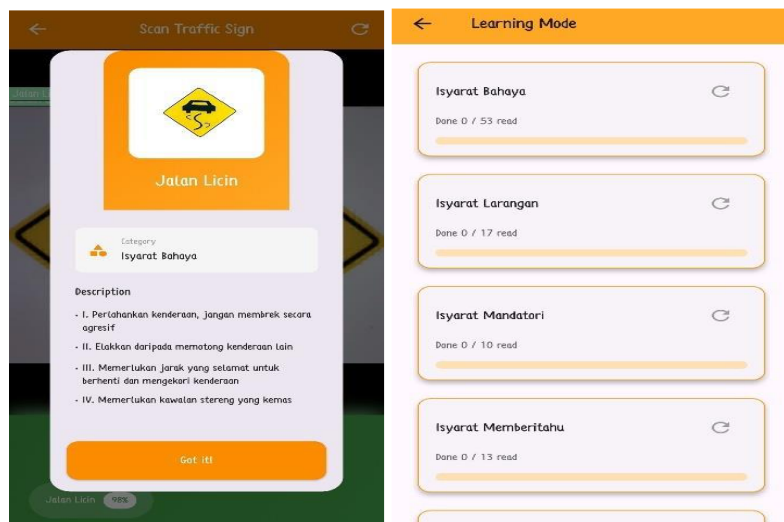 Scan Traffic Sign
Jalan Licin
Category
Isyarat Bahaya
Description
• I. Perlahankan kenderaan, jangan membrek secara
agresif
• II. Elakkan daripada memotong kenderaan lain
• III. Memerlukan jarak yang selamat untuk
berhenti dan mengekori kenderaan
• IV. Memerlukan kawalan stereng yang kemas
Got it!
Jalan Licin 98%
Learning Mode
Isyarat Bahaya
Done 0 / 53 read
Isyarat Larangan
Done 0 / 17 read
Isyarat Mandatori
Done 0 / 10 read
Isyarat Memberitahu
Done 0 / 13 read